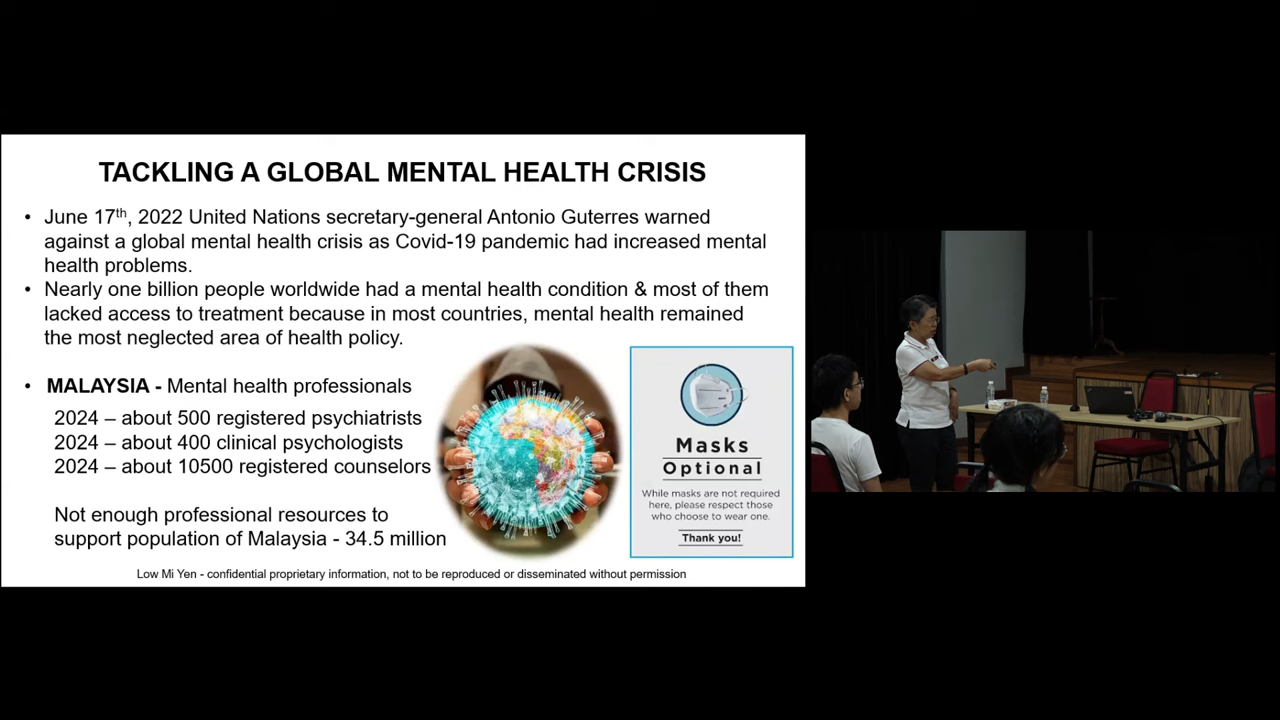 TACKLING A GLOBAL MENTAL HEALTH CRISIS
• June 17th, 2022 United Nations secretary-general Antonio Guterres warned
against a global mental health crisis as Covid-19 pandemic had increased mental
health problems.
• Nearly one billion people worldwide had a mental health condition & most of them
lacked access to treatment because in most countries, mental health remained
the most neglected area of health policy.
• MALAYSIA - Mental health professionals
2024 – about 500 registered psychiatrists
2024 – about 400 clinical psychologists
2024 – about 10500 registered counselors
Not enough professional resources to
support population of Malaysia - 34.5 million
Masks
Optional
While masks are not required
here, please respect those
who choose to wear one.
Thank you!
Low Mi Yen - confidential proprietary information, not to be reproduced or disseminated without permission